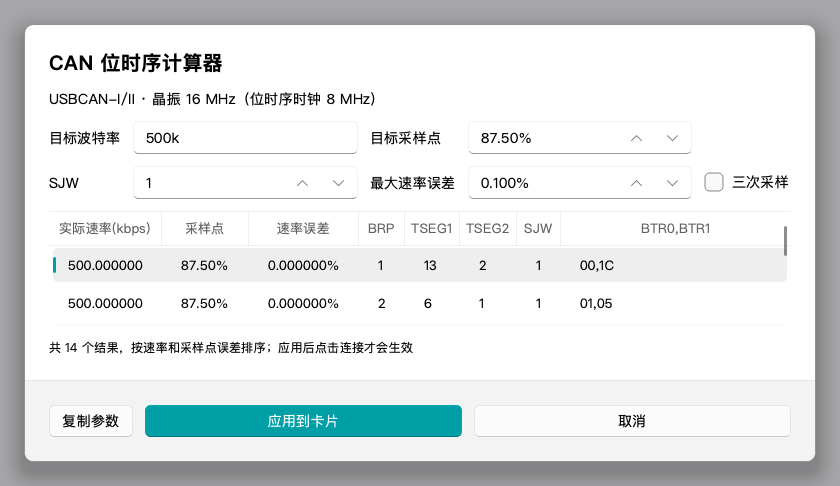 CAN 位时序计算器
USBCAN-I/II · 晶振 16 MHz（位时序时钟 8 MHz）
目标波特率 500k 目标采样点 87.50%
SJW 1 最大速率误差 0.100% 三次采样
实际速率(kbps) 采样点 速率误差 BRP TSEG1 TSEG2 SJW BTR0,BTR1
500.000000 87.50% 0.000000% 1 13 2 1 00,1C
500.000000 87.50% 0.000000% 2 6 1 1 01,05
共 14 个结果，按速率和采样点误差排序；应用后点击连接才会生效
复制参数 应用到卡片 取消